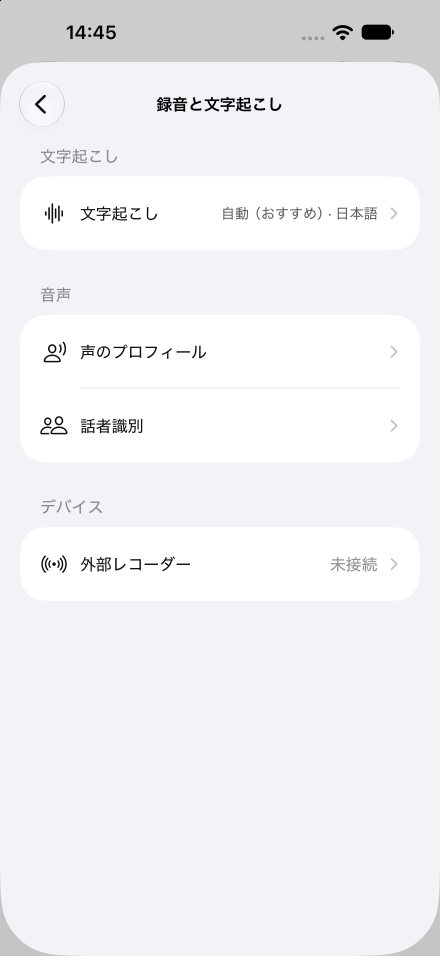 14:45
録音と文字起こし
文字起こし
文字起こし 自動（おすすめ）· 日本語
音声
声のプロフィール
話者識別
デバイス
外部レコーダー 未接続